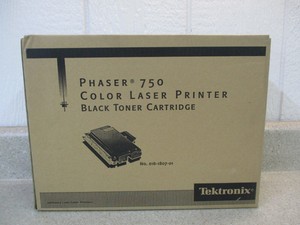 PHASER® 750
COLOR LASER PRINTER
BLACK TONER CARTRIDGE
Tektronix